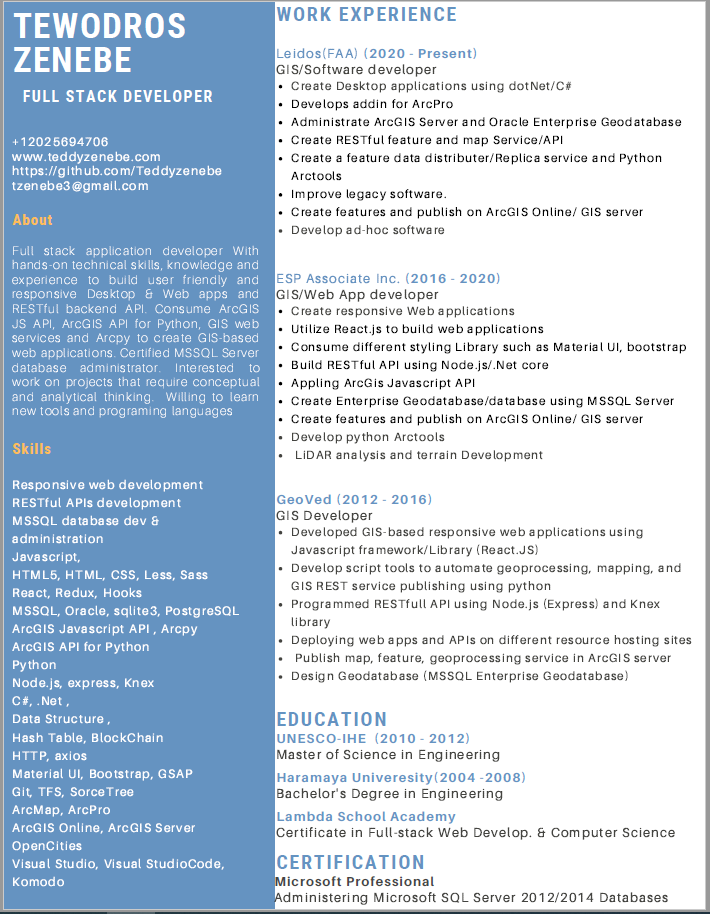 TEWODROS
ZENEBE
FULL STACK DEVELOPER
+12025694706
www.teddyzenebe.com
https://github.com/Teddyzenebe
tzenebe3@gmail.com
About
Full stack application developer With
hands-on technical skills, knowledge and
experience to build user friendly and
responsive Desktop & Web apps and
RESTful backend API. Consume ArcGIS
JS API, ArcGIS API for Python, GIS web
services and Arcpy to create GIS-based
web applications. Certified MSSQL Server
database administrator. Interested to
work on projects that require conceptual
and analytical thinking. Willing to learn
new tools and programing languages
Skills
Responsive web development
RESTful APIs development
MSSQL database dev &
administration
Javascript,
HTML5, HTML, CSS, Less, Sass
React, Redux, Hooks
MSSQL, Oracle, sqlite3, PostgreSQL
ArcGIS Javascript API , Arcpy
ArcGIS API for Python
Python
Node.js, express, Knex
C#, .Net ,
Data Structure ,
Hash Table, BlockChain
HTTP, axios
Material UI, Bootstrap, GSAP
Git, TFS, SorceTree
ArcMap, ArcPro
ArcGIS Online, ArcGIS Server
OpenCities
Visual Studio, Visual StudioCode,
Komodo
WORK EXPERIENCE
Leidos(FAA) (2020 - Present)
GIS/Software developer
• Create Desktop applications using dotNet/C#
• Develops addin for ArcPro
• Administrate ArcGIS Server and Oracle Enterprise Geodatabase
• Create RESTful feature and map Service/API
• Create a feature data distributer/Replica service and Python
Arctools
• Improve legacy software.
• Create features and publish on ArcGIS Online/ GIS server
• Develop ad-hoc software
ESP Associate Inc. (2016 - 2020)
GIS/Web App developer
• Create responsive Web applications
• Utilize React.js to build web applications
• Consume different styling Library such as Material UI, bootstrap
• Build RESTful API using Node.js/.Net core
• Appling ArcGis Javascript API
• Create Enterprise Geodatabase/database using MSSQL Server
• Create features and publish on ArcGIS Online/ GIS server
• Develop python Arctools
• LiDAR analysis and terrain Development
GeoVed (2012 - 2016)
GIS Developer
• Developed GIS-based responsive web applications using
Javascript framework/Library (React.JS)
• Develop script tools to automate geoprocessing, mapping, and
GIS REST service publishing using python
• Programmed RESTfull API using Node.js (Express) and Knex
library
• Deploying web apps and APIs on different resource hosting sites
• Publish map, feature, geoprocessing service in ArcGIS server
• Design Geodatabase (MSSQL Enterprise Geodatabase)
EDUCATION
UNESCO-IHE (2010 - 2012)
Master of Science in Engineering
Haramaya Univeresity(2004 -2008)
Bachelor's Degree in Engineering
Lambda School Academy
Certificate in Full-stack Web Develop. & Computer Science
CERTIFICATION
Microsoft Professional
Administering Microsoft SQL Server 2012/2014 Databases